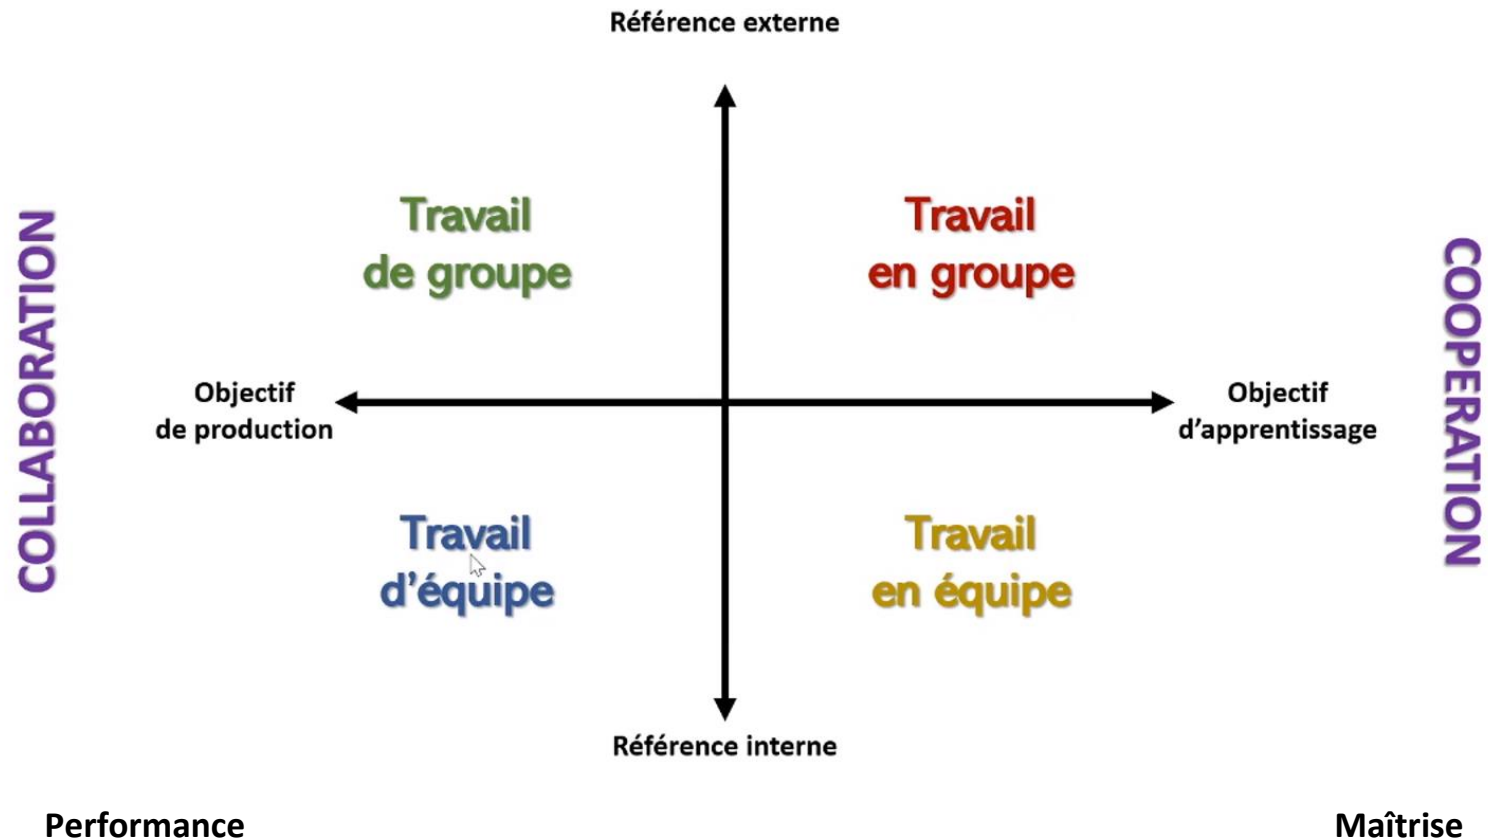 Référence externe
COLLABORATION
Travail
de groupe
Travail
en groupe
COOPERATION
Objectif
de production
Objectif
d'apprentissage
Travail
d'équipe
Travail
en équipe
Référence interne
Performance
Maîtrise